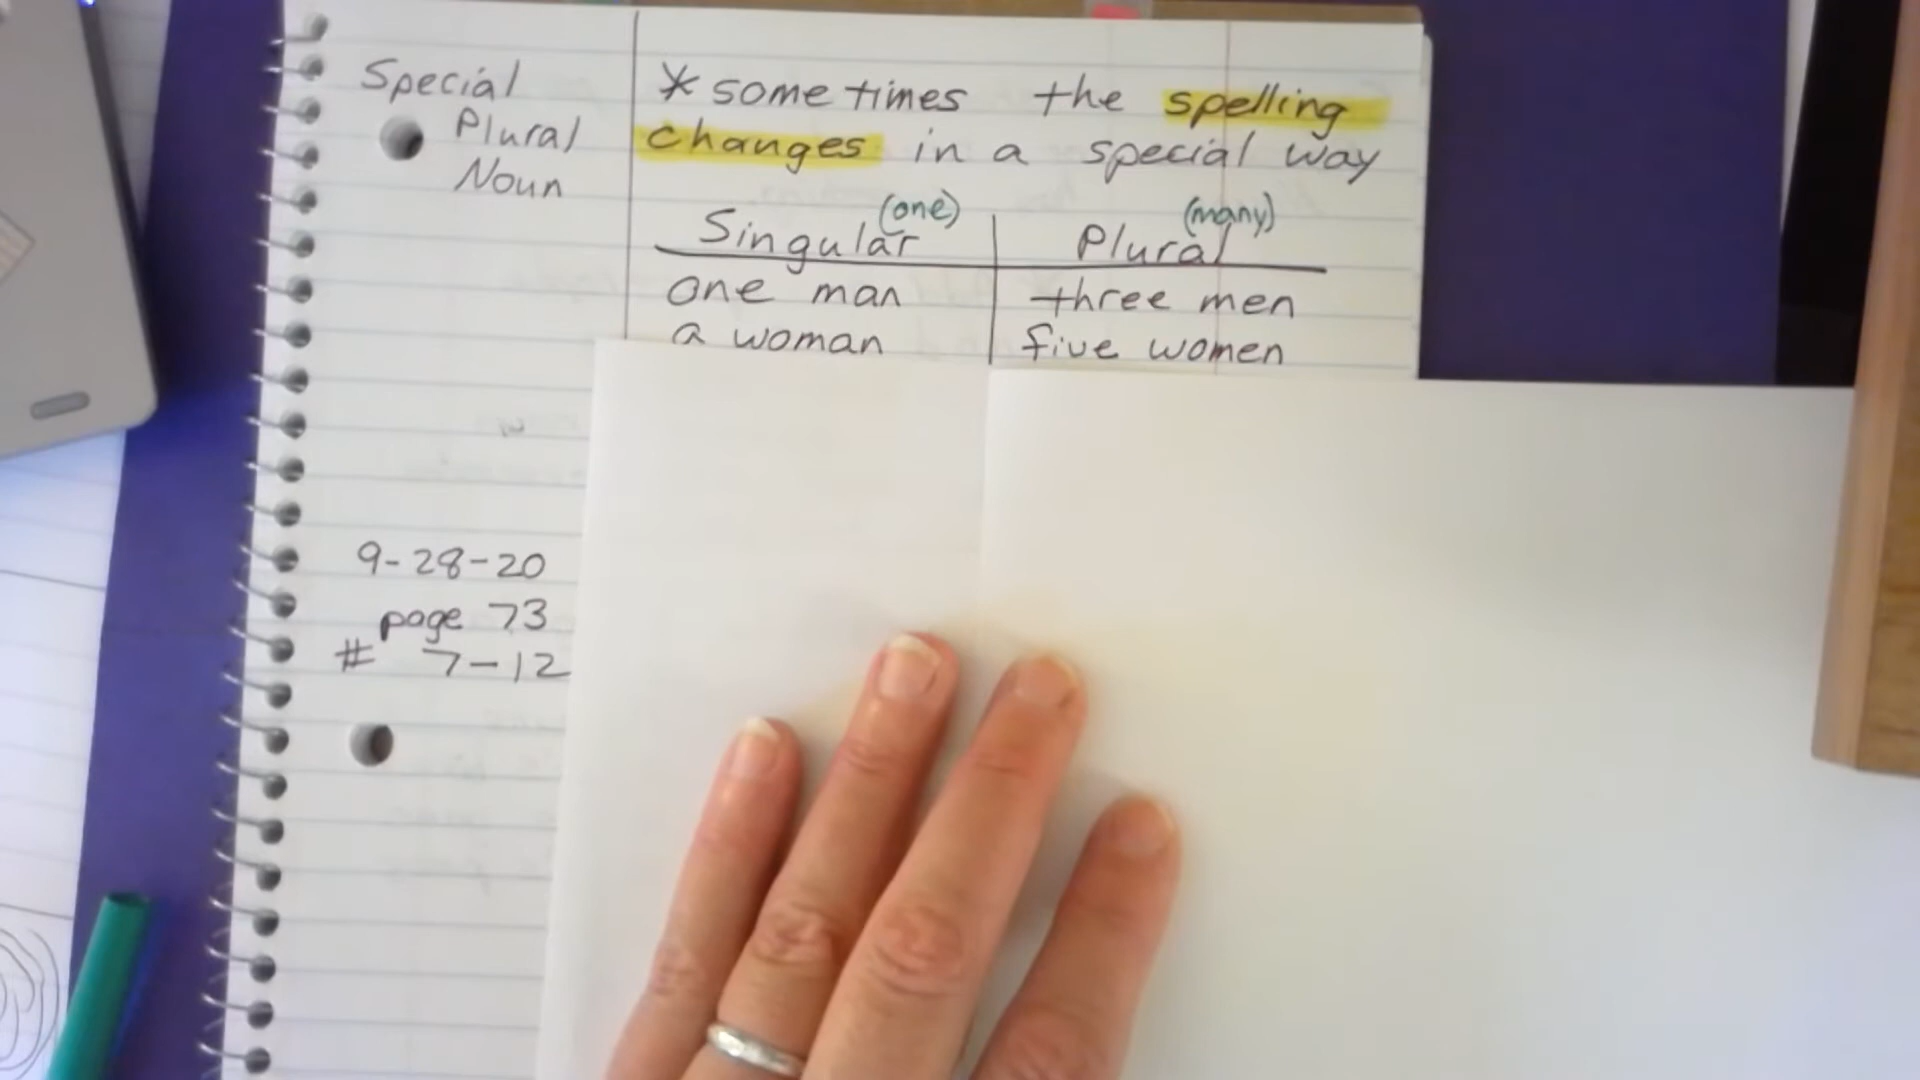 Special
Plural
Noun
* some times the spelling
changes in a special way
Singular (one)
Plural (many)
one man
three men
a woman
five women
9-28-20
page 73
# 7-12